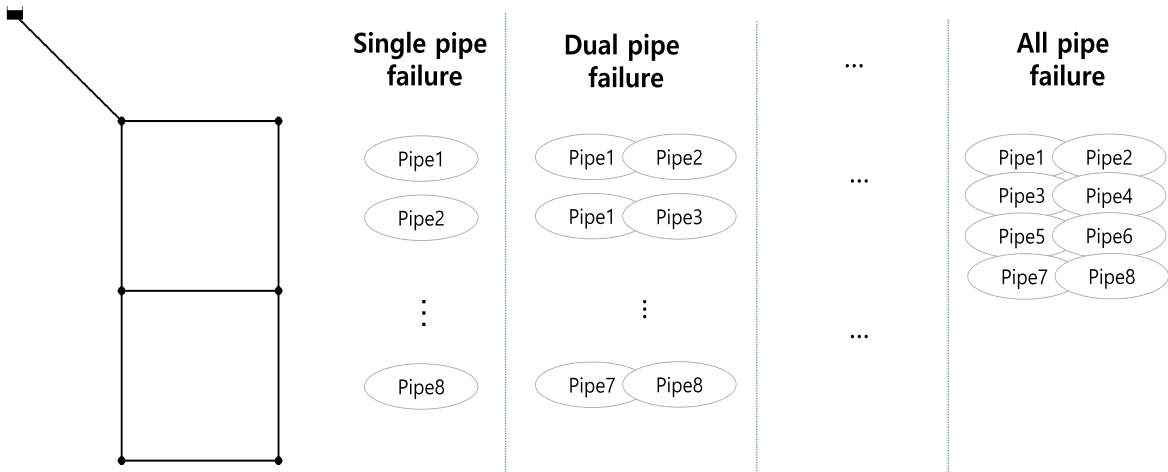 Single pipe
failure
Pipe1
Pipe2
⋮
Pipe8
Dual pipe
failure
Pipe1 Pipe2
Pipe1 Pipe3
⋮
Pipe7 Pipe8
...
...
...
All pipe
failure
Pipe1 Pipe2
Pipe3 Pipe4
Pipe5 Pipe6
Pipe7 Pipe8